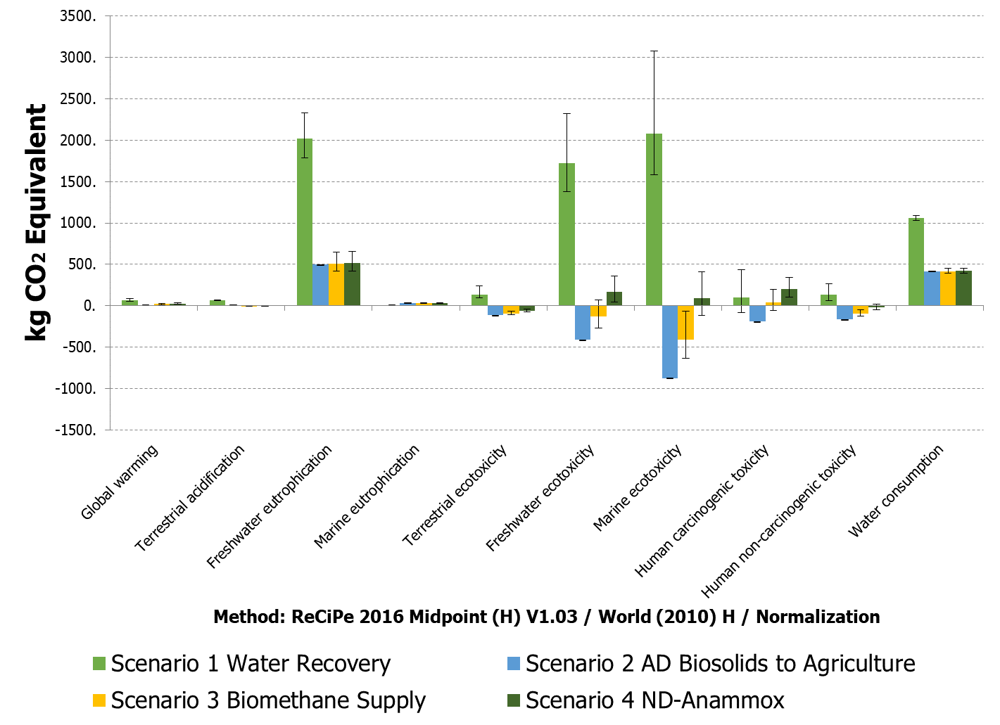 3500.
3000.
2500.
2000.
1500.
1000.
500.
0.
-500.
-1000.
-1500.
kg CO2 Equivalent
Global warming
Terrestrial acidification
Freshwater eutrophication
Marine eutrophication
Terrestrial ecotoxicity
Freshwater ecotoxicity
Marine ecotoxicity
Human carcinogenic toxicity
Human non-carcinogenic toxicity
Water consumption
Method: ReCiPe 2016 Midpoint (H) V1.03 / World (2010) H / Normalization
Scenario 1 Water Recovery
Scenario 2 AD Biosolids to Agriculture
Scenario 3 Biomethane Supply
Scenario 4 ND-Anammox